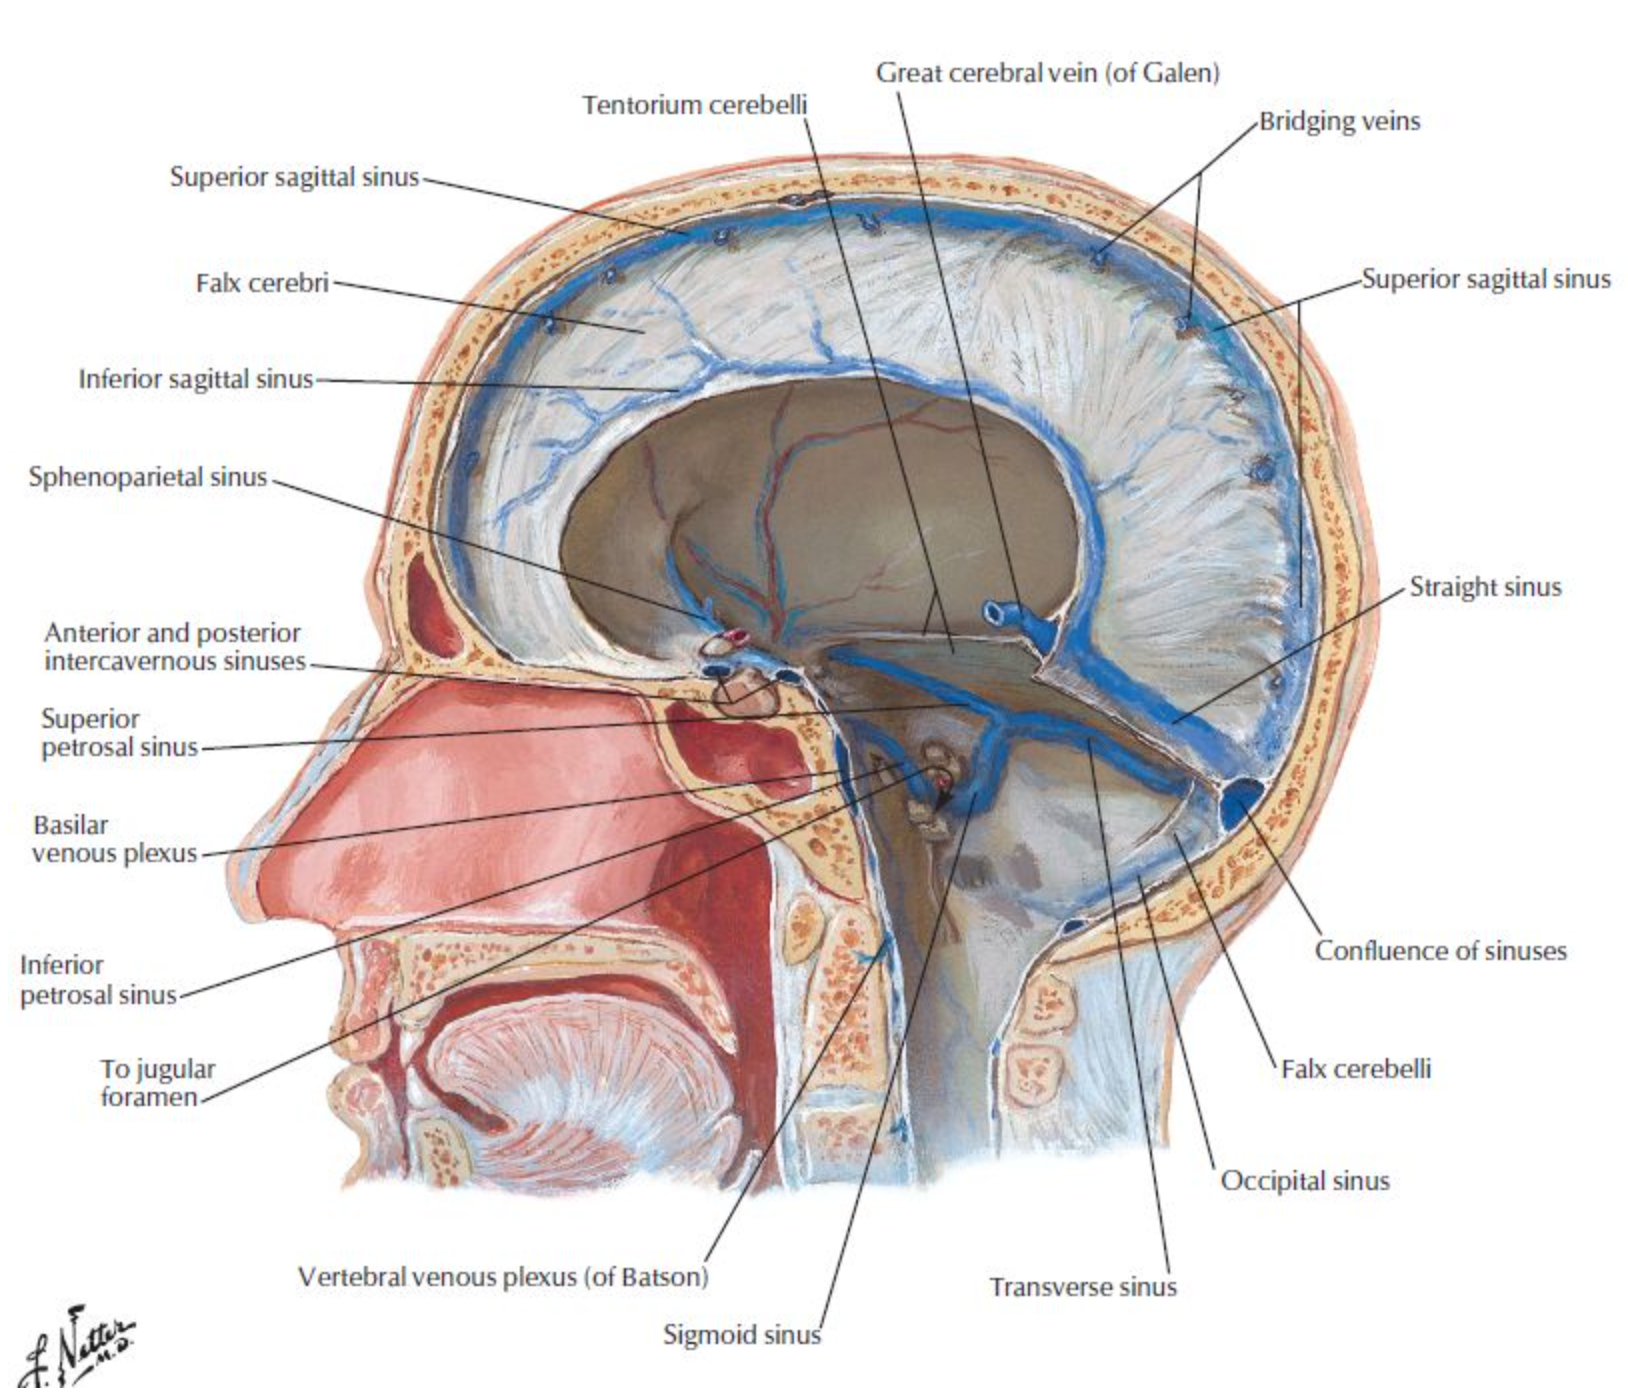 Great cerebral vein (of Galen)
Tentorium cerebelli
Bridging veins
Superior sagittal sinus
Superior sagittal sinus
Falx cerebri
Inferior sagittal sinus
Sphenoparietal sinus
Straight sinus
Anterior and posterior
intercavernous sinuses
Superior
petrosal sinus
Basilar
venous plexus
Confluence of sinuses
Inferior
petrosal sinus
To jugular
foramen
Falx cerebelli
Occipital sinus
Vertebral venous plexus (of Batson)
Transverse sinus
Sigmoid sinus
F. Netter
M.D.